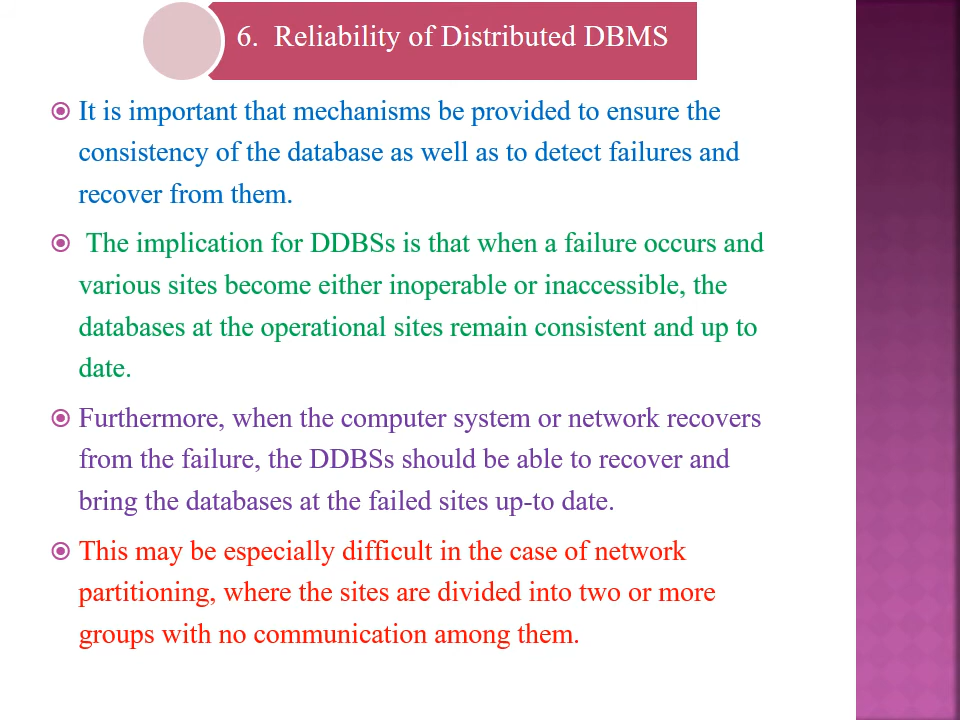 6. Reliability of Distributed DBMS
It is important that mechanisms be provided to ensure the
consistency of the database as well as to detect failures and
recover from them.
The implication for DDBSs is that when a failure occurs and
various sites become either inoperable or inaccessible, the
databases at the operational sites remain consistent and up to
date.
Furthermore, when the computer system or network recovers
from the failure, the DDBSs should be able to recover and
bring the databases at the failed sites up-to date.
This may be especially difficult in the case of network
partitioning, where the sites are divided into two or more
groups with no communication among them.